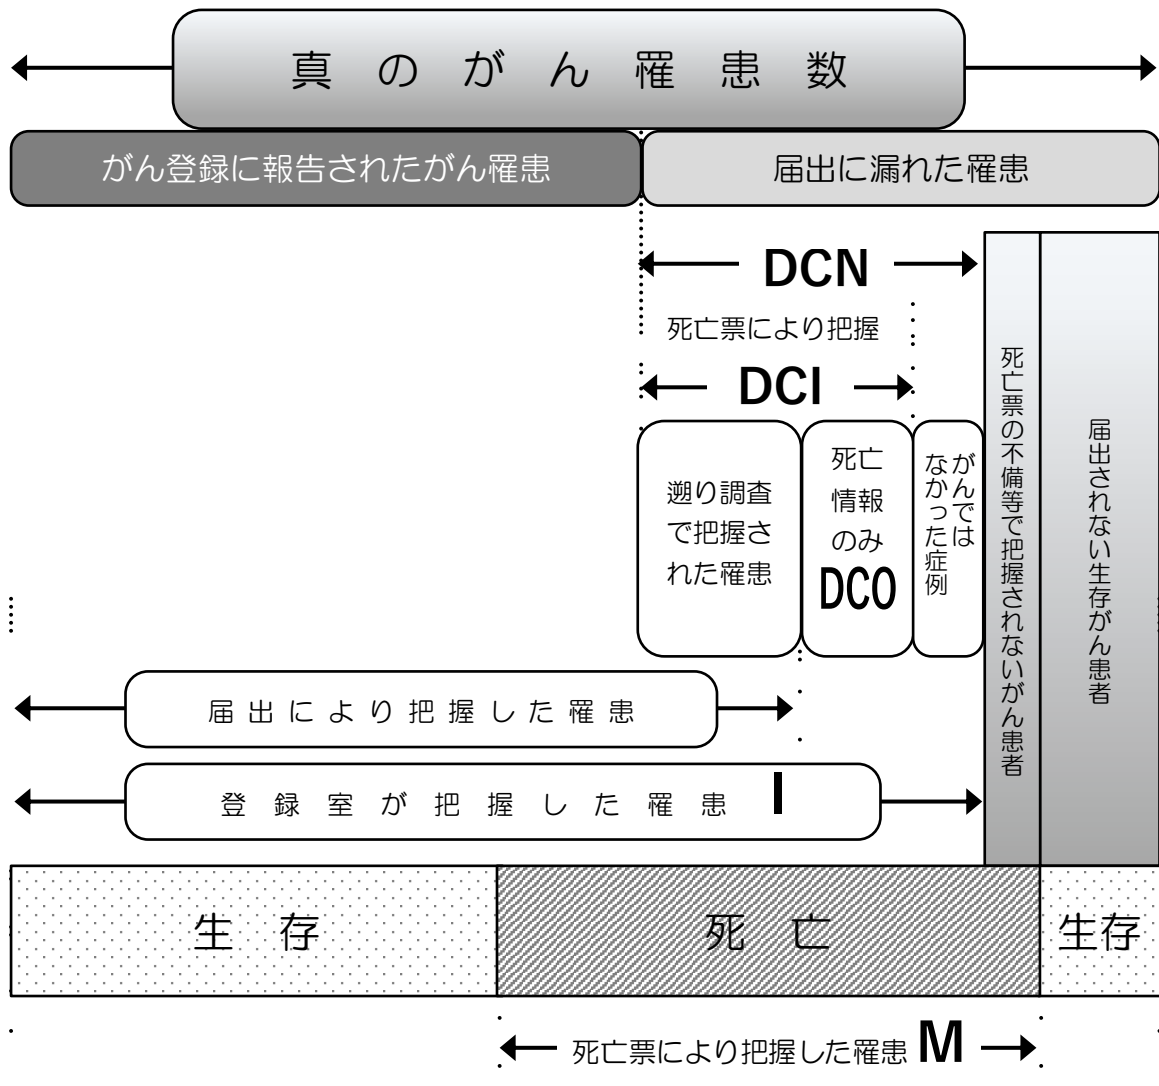 真のがん罹患数
がん登録に報告されたがん罹患
届出に漏れた罹患
DCN
死亡票により把握
DCI
遡り調査
で把握さ
れた罹患
死亡
情報
のみ
DCO
がんでは
なかった症例
死亡票の不備等で把握されないがん患者
届出されない生存がん患者
届出により把握した罹患
登録室が把握した罹患 I
生存
死亡
生存
死亡票により把握した罹患 M